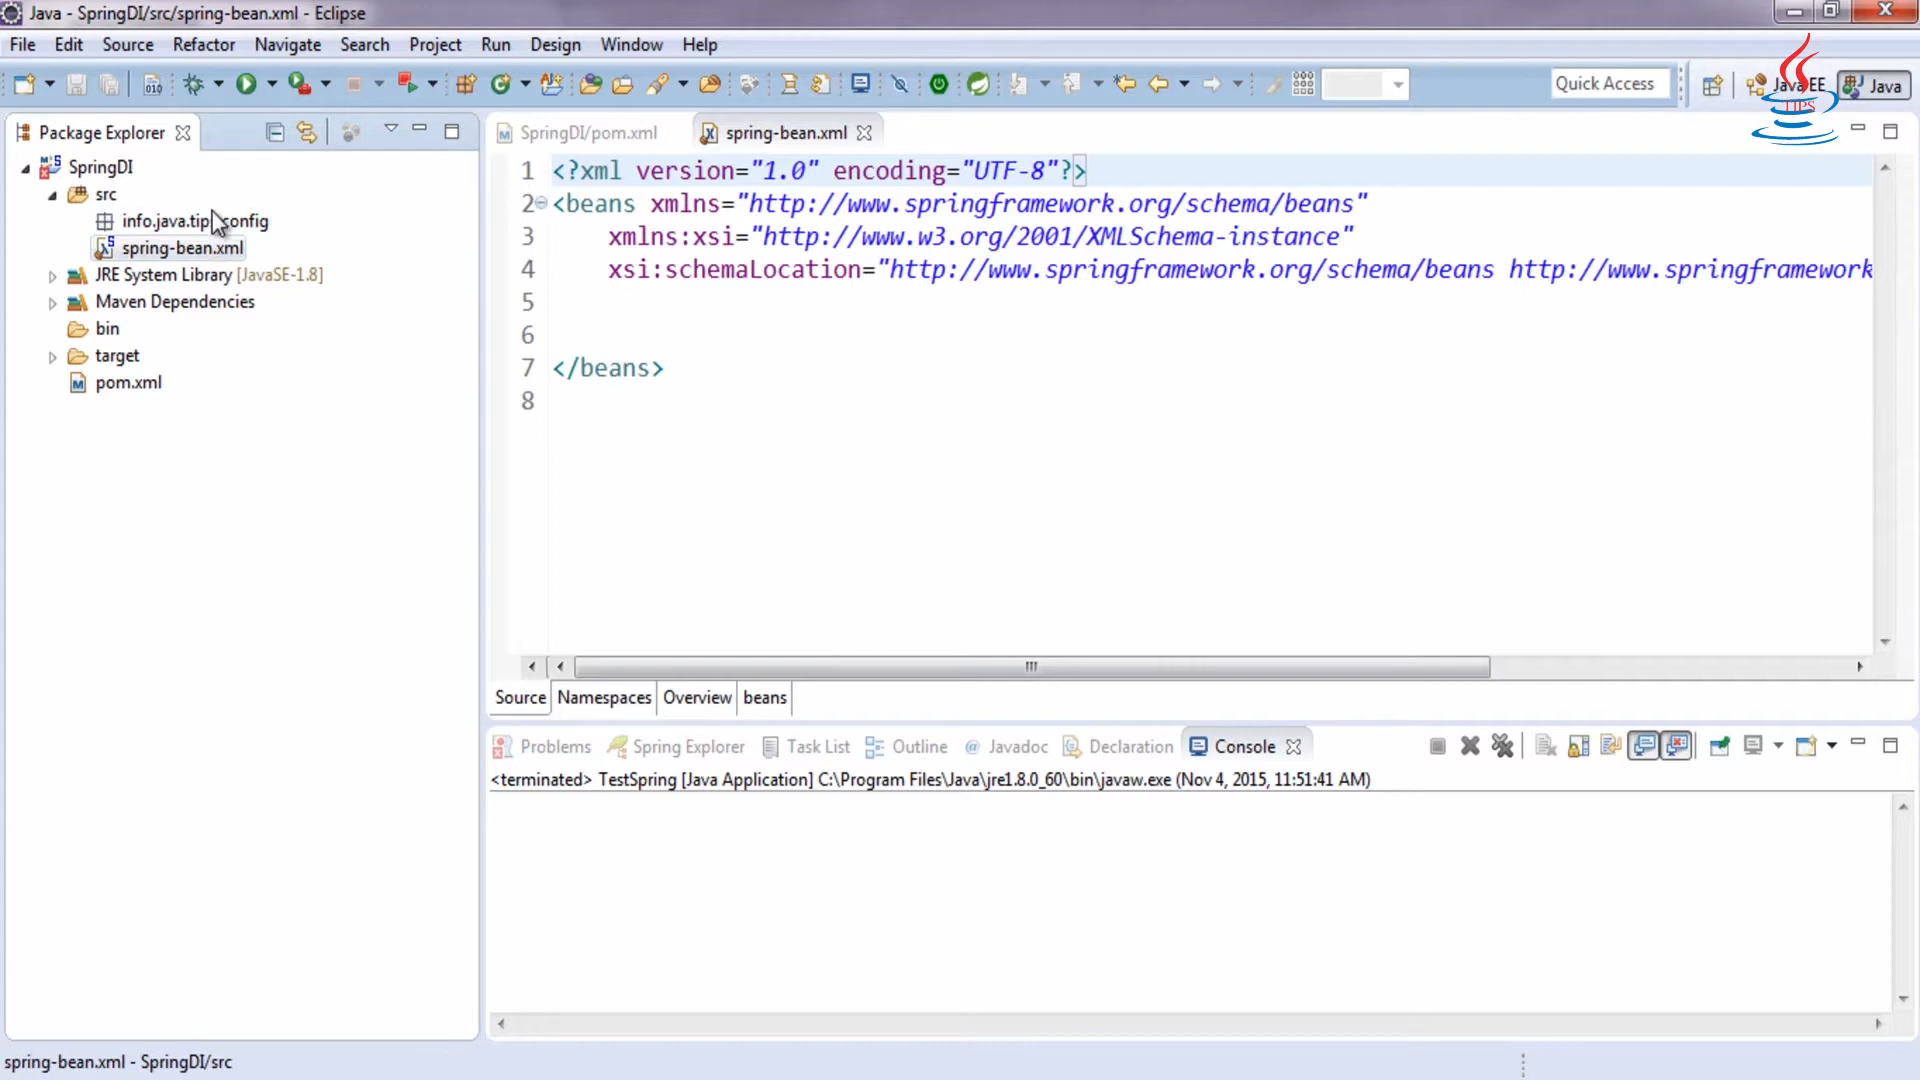 Java - SpringDI/src/spring-bean.xml - Eclipse
File Edit Source Refactor Navigate Search Project Run Design Window Help
Quick Access
Java EE
Java
TIPS
Package Explorer
SpringDI/pom.xml
spring-bean.xml
SpringDI
src
info.java.tip config
spring-bean.xml
JRE System Library [JavaSE-1.8]
Maven Dependencies
bin
target
pom.xml
1 <?xml version="1.0" encoding="UTF-8"?>
2 <beans xmlns="http://www.springframework.org/schema/beans"
3 xmlns:xsi="http://www.w3.org/2001/XMLSchema-instance"
4 xsi:schemaLocation="http://www.springframework.org/schema/beans http://www.springframework
5
6
7 </beans>
8
Source Namespaces Overview beans
Problems Spring Explorer Task List Outline Javadoc Declaration Console
<terminated> TestSpring [Java Application] C:\Program Files\Java\jre1.8.0_60\bin\javaw.exe (Nov 4, 2015, 11:51:41 AM)
spring-bean.xml - SpringDI/src